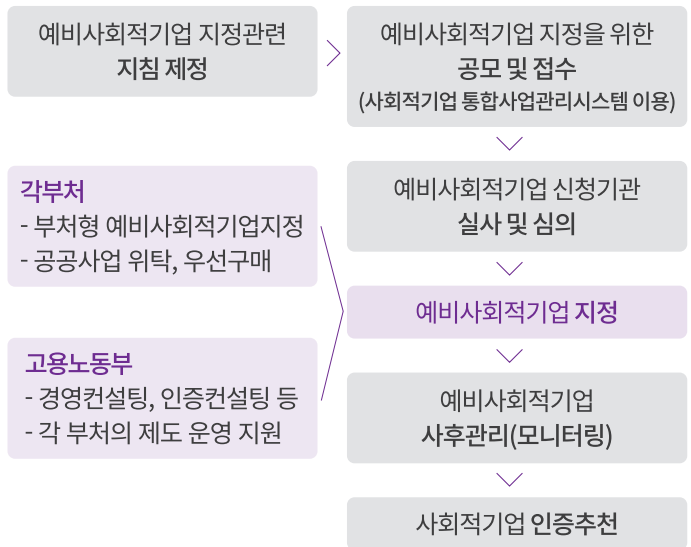 예비사회적기업 지정관련
지침 제정
예비사회적기업 지정을 위한
공모 및 접수
(사회적기업 통합사업관리시스템 이용)
예비사회적기업 신청기관
실사 및 심의
각부처
- 부처형 예비사회적기업지정
- 공공사업 위탁, 우선구매
고용노동부
- 경영컨설팅, 인증컨설팅 등
- 각 부처의 제도 운영 지원
예비사회적기업 지정
예비사회적기업
사후관리(모니터링)
사회적기업 인증추천